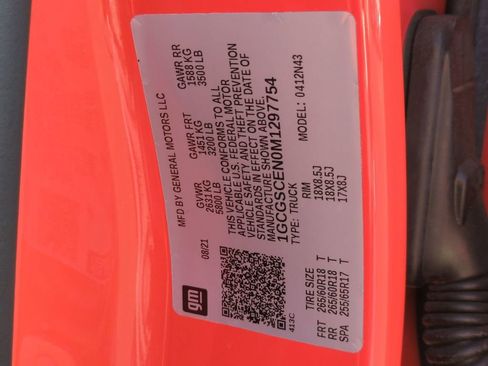 MFD BY GENERAL MOTORS LLC
08/21 GVWR GAWR FRT GAWR RR
2631 KG 1451 KG 1588 KG
5800 LB 3200 LB 3500 LB
THIS VEHICLE CONFORMS TO ALL
APPLICABLE U.S. FEDERAL MOTOR
VEHICLE SAFETY AND THEFT PREVENTION
STANDARDS IN EFFECT ON THE DATE OF
MANUFACTURE SHOWN ABOVE.
1GCGSCEN0M1297754
TYPE: TRUCK MODEL: 0412N43
gm
413C
TIRE SIZE RIM
FRT 265/60R18 T 18X8.5J
RR 265/60R18 T 18X8.5J
SPA 255/65R17 T 17X8J